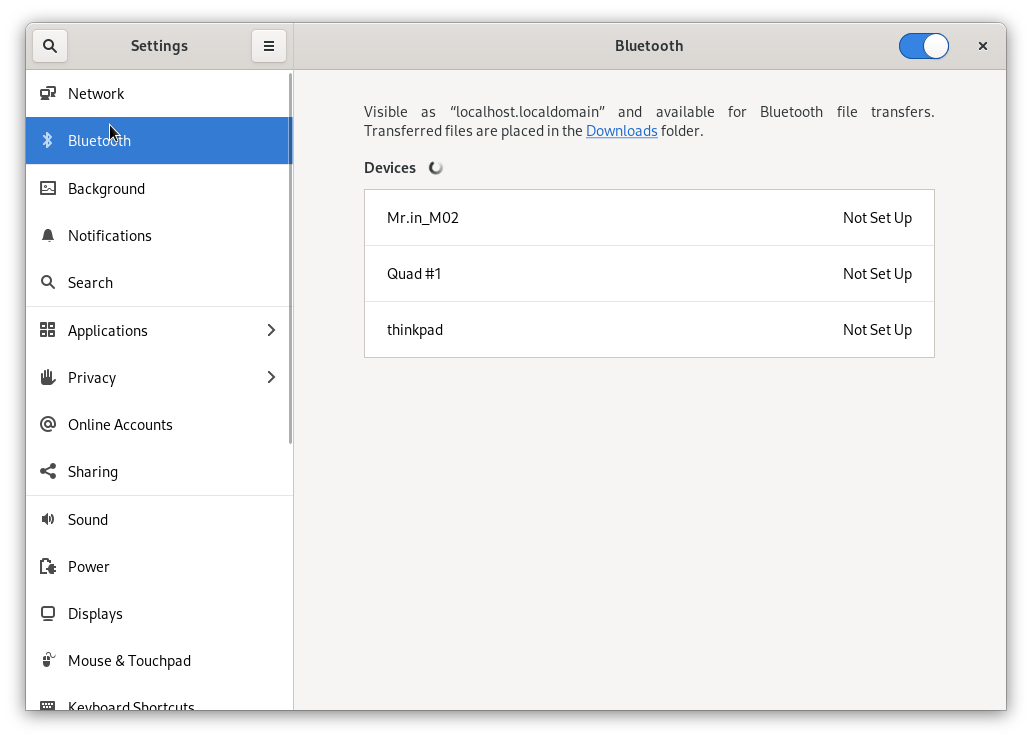 Settings
Bluetooth
Network
Bluetooth
Background
Notifications
Search
Applications
Privacy
Online Accounts
Sharing
Sound
Power
Displays
Mouse & Touchpad
Keyboard Shortcuts
Visible as “localhost.localdomain” and available for Bluetooth file transfers.
Transferred files are placed in the Downloads folder.
Devices
Mr.in_M02 Not Set Up
Quad #1 Not Set Up
thinkpad Not Set Up